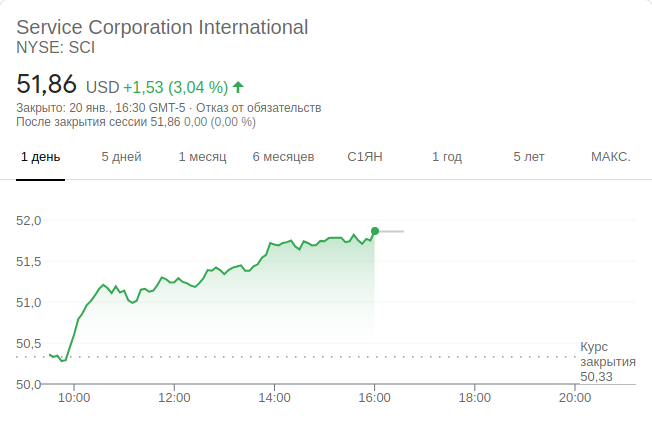 Service Corporation International
NYSE: SCI
51,86 USD +1,53 (3,04 %)
Закрыто: 20 янв., 16:30 GMT-5 · Отказ от обязательств
После закрытия сессии 51,86 0,00 (0,00 %)
1 день 5 дней 1 месяц 6 месяцев С1ЯН 1 год 5 лет МАКС.
52,0
51,5
51,0
50,5
50,0
Курс
закрытия
50,33
10:00 12:00 14:00 16:00 18:00 20:00